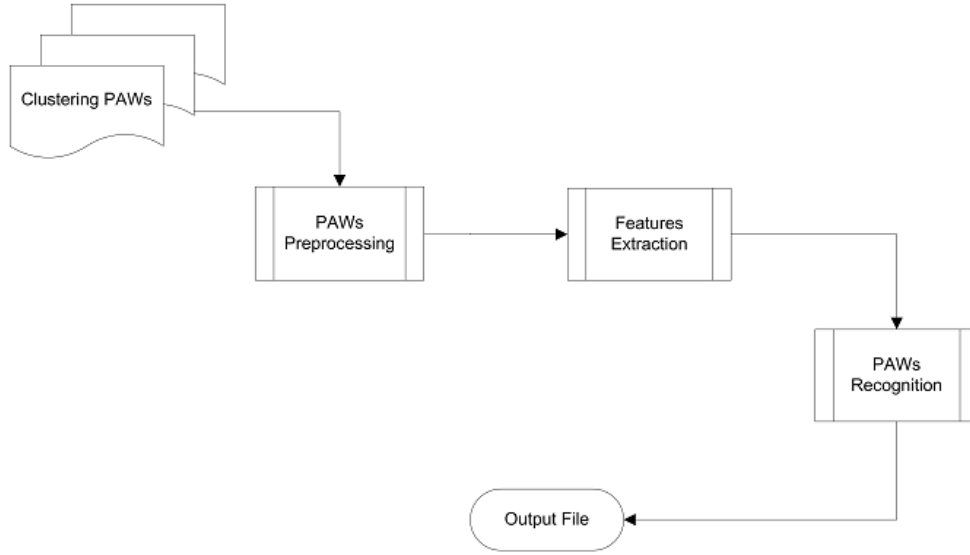 Clustering PAWs
PAWs
Preprocessing
Features
Extraction
PAWs
Recognition
Output File